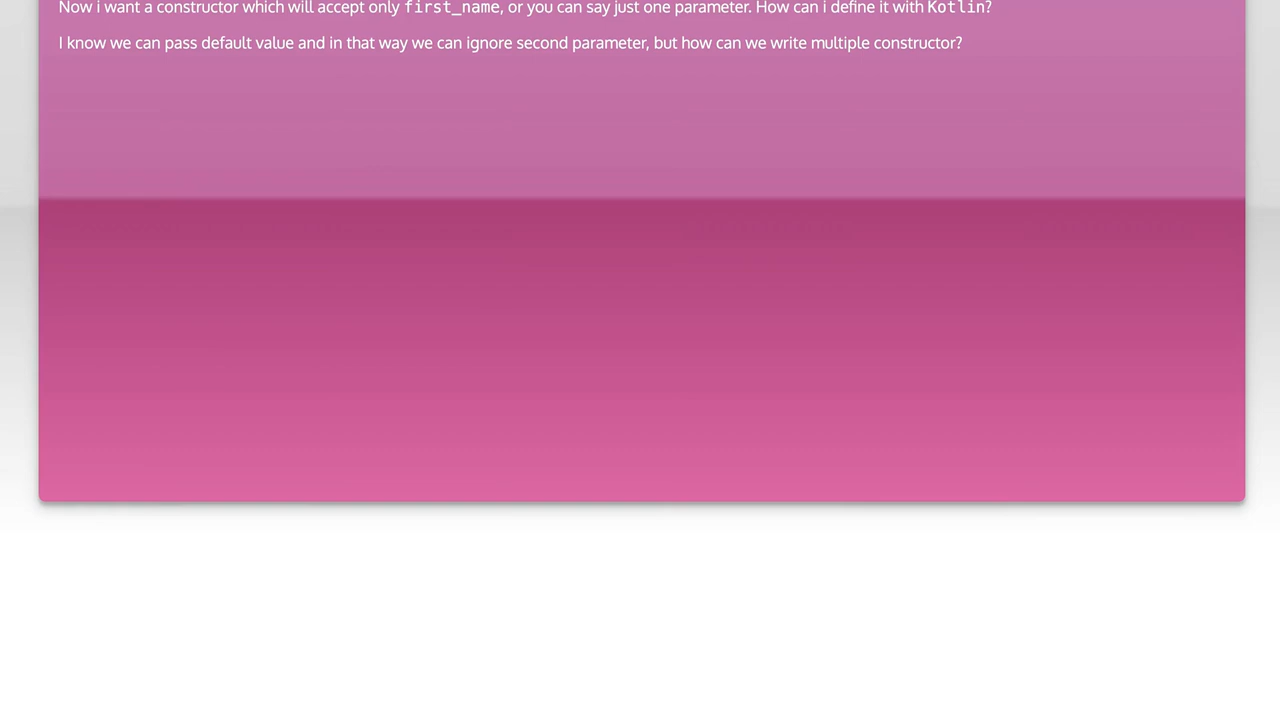 Now i want a constructor which will accept only first_name, or you can say just one parameter. How can i define it with Kotlin?
I know we can pass default value and in that way we can ignore second parameter, but how can we write multiple constructor?